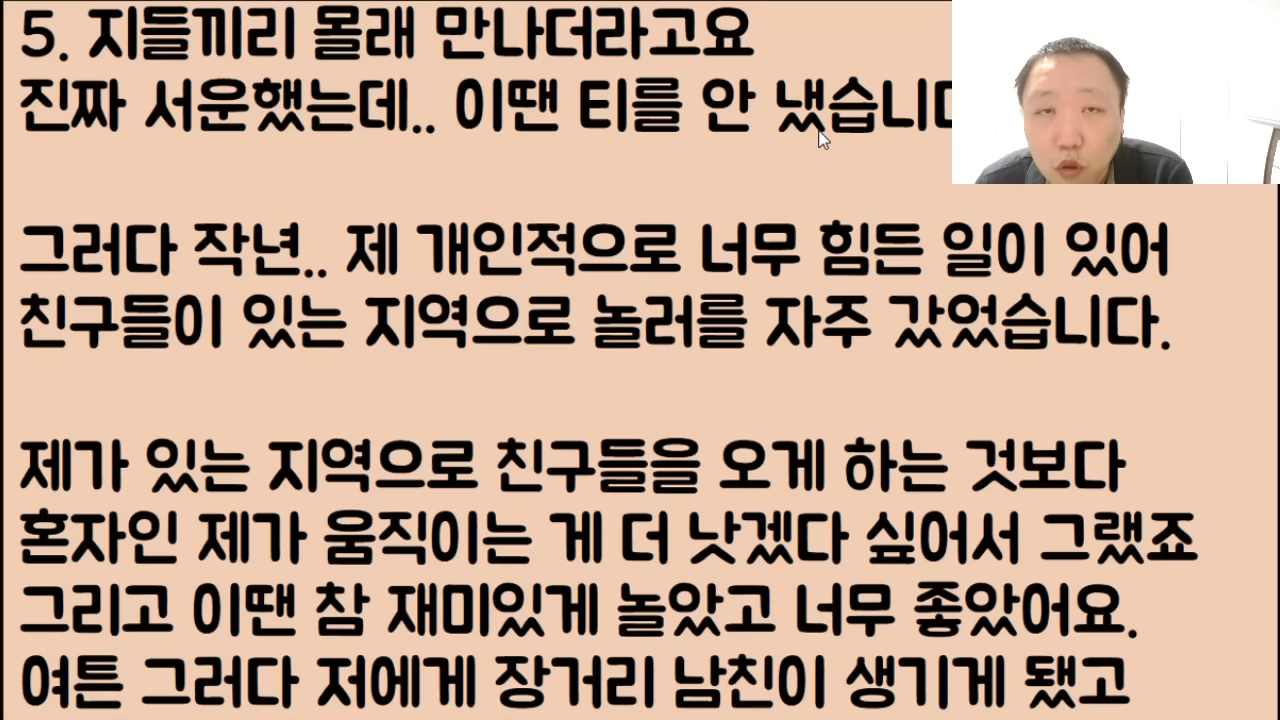 5. 지들끼리 몰래 만나더라고요
진짜 서운했는데.. 이땐 티를 안 냈습니다
그러다 작년.. 제 개인적으로 너무 힘든 일이 있어
친구들이 있는 지역으로 놀러를 자주 갔었습니다.
제가 있는 지역으로 친구들을 오게 하는 것보다
혼자인 제가 움직이는 게 더 낫겠다 싶어서 그랬죠
그리고 이땐 참 재미있게 놀았고 너무 좋았어요.
여튼 그러다 저에게 장거리 남친이 생기게 됐고